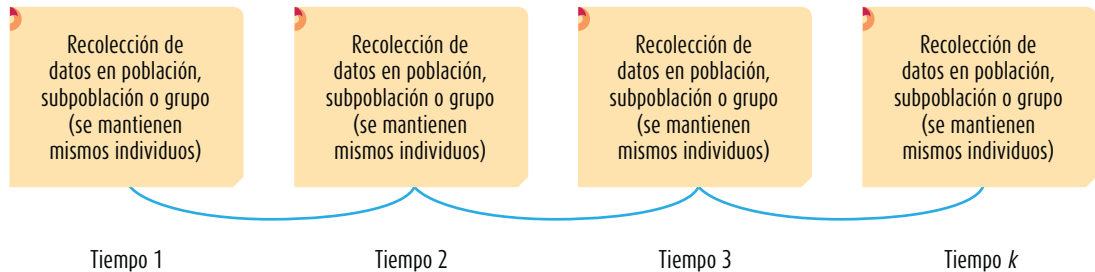 Recolección de
datos en población,
subpoblación o grupo
(se mantienen
mismos individuos)
Recolección de
datos en población,
subpoblación o grupo
(se mantienen
mismos individuos)
Recolección de
datos en población,
subpoblación o grupo
(se mantienen
mismos individuos)
Recolección de
datos en población,
subpoblación o grupo
(se mantienen
mismos individuos)
Tiempo 1
Tiempo 2
Tiempo 3
Tiempo k